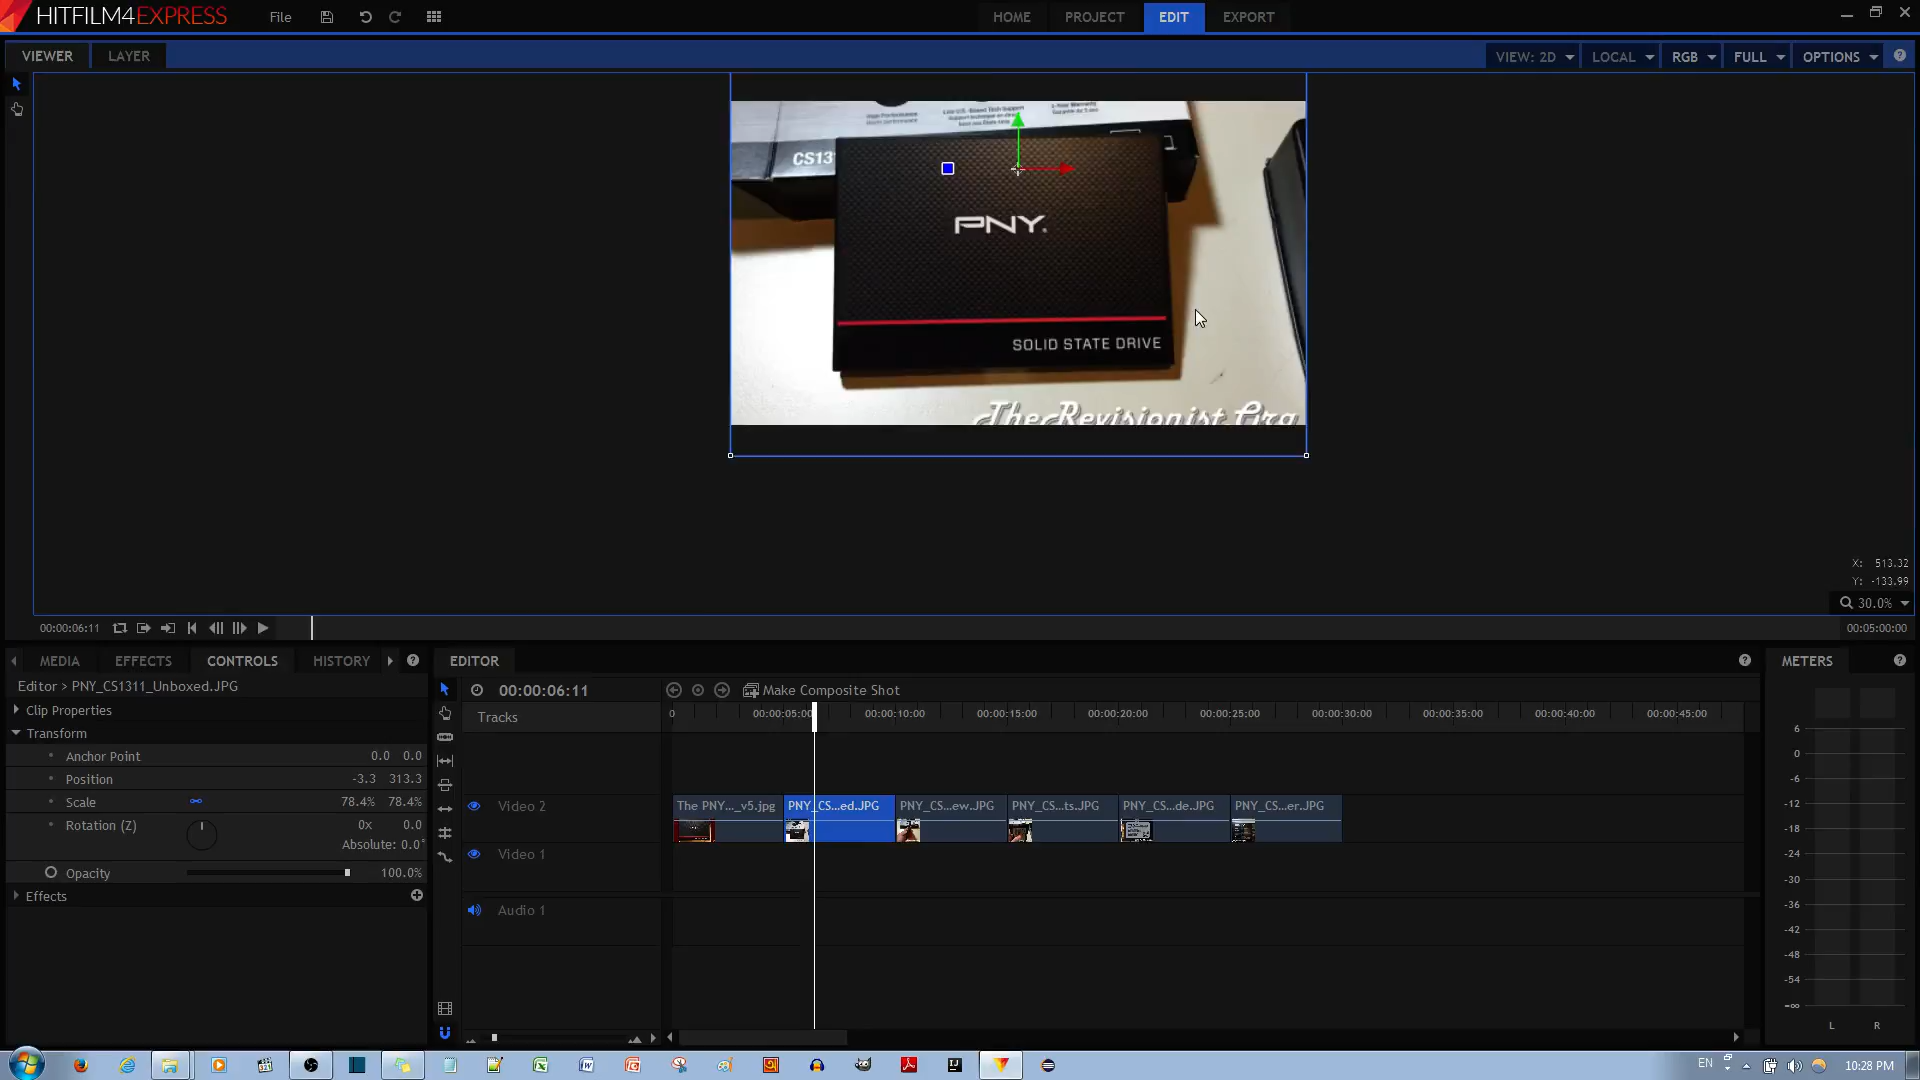 HITFILM4EXPRESS
File
HOME
PROJECT
EDIT
EXPORT
VIEWER
LAYER
VIEW: 2D
LOCAL
RGB
FULL
OPTIONS
CS131
PNY.
SOLID STATE DRIVE
TheRevisionist.Org
X: 513.32
Y: -133.99
30.0%
00:00:06:11
00:05:00:00
MEDIA
EFFECTS
CONTROLS
HISTORY
EDITOR
METERS
Editor > PNY_CS1311_Unboxed.JPG
00:00:06:11
Make Composite Shot
Clip Properties
Tracks
0
00:00:05:00
00:00:10:00
00:00:15:00
00:00:20:00
00:00:25:00
00:00:30:00
00:00:35:00
00:00:40:00
00:00:45:00
Transform
Anchor Point 0.0 0.0
Position -3.3 313.3
Scale 78.4% 78.4%
Rotation (Z) 0x 0.0
Absolute: 0.0°
Opacity 100.0%
Effects
Video 2
The PNY..._v5.jpg
PNY_CS...ed.JPG
PNY_CS...ew.JPG
PNY_CS...ts.JPG
PNY_CS...de.JPG
PNY_CS...er.JPG
Video 1
Audio 1
6
0
-6
-12
-18
-24
-30
-36
-42
-48
-54
-∞
L
R
EN
10:28 PM